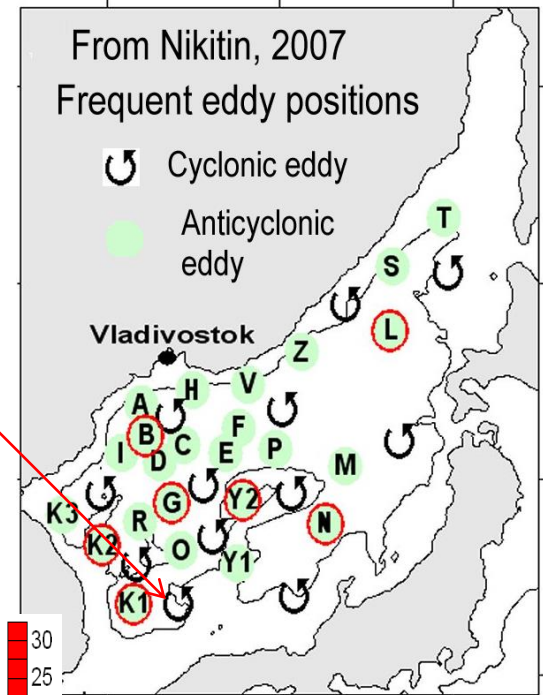 From Nikitin, 2007
Frequent eddy positions
Cyclonic eddy
Anticyclonic
eddy
T
S
L
Vladivostok
Z
V
H
A
B
F
C
I
D
E
P
M
G
Y2
K3
R
N
K2
O
Y1
K1
30
25